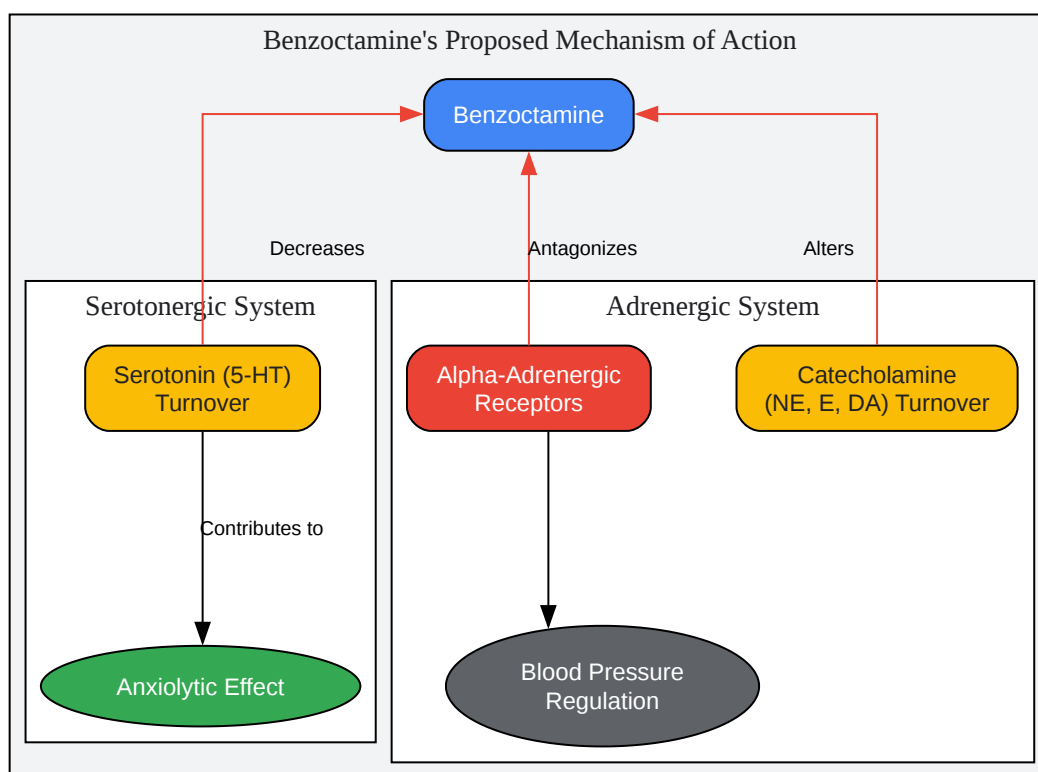 Benzoctamine's Proposed Mechanism of Action
Benzoctamine
Decreases
Antagonizes
Alters
Serotonergic System
Adrenergic System
Serotonin (5-HT)
Turnover
Alpha-Adrenergic
Receptors
Catecholamine
(NE, E, DA) Turnover
Contributes to
Anxiolytic Effect
Blood Pressure
Regulation